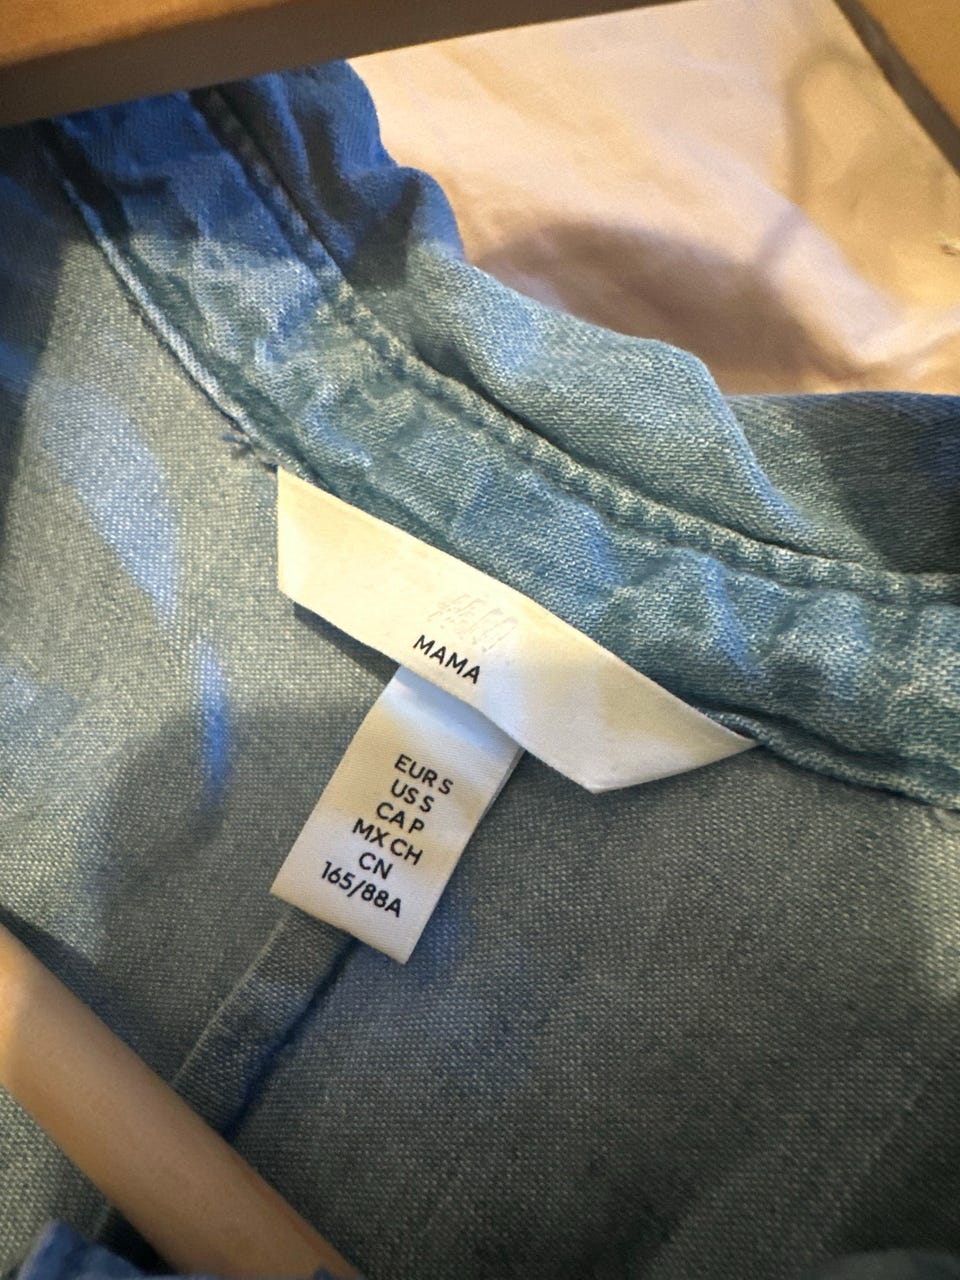 MAMA
EUR S
US S
CA P
MX CH
CN
165/88A